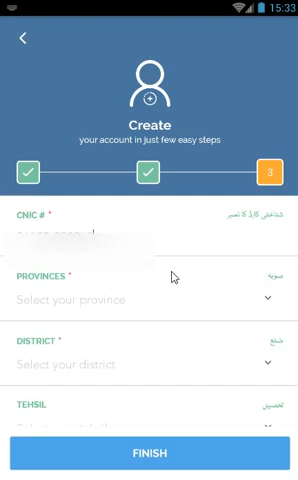 15:33
Create
your account in just few easy steps
3
CNIC # * شناختی کارڈ کا نمبر
PROVINCES * صوبہ
Select your province
DISTRICT * ضلع
Select your district
TEHSIL تحصیل
FINISH